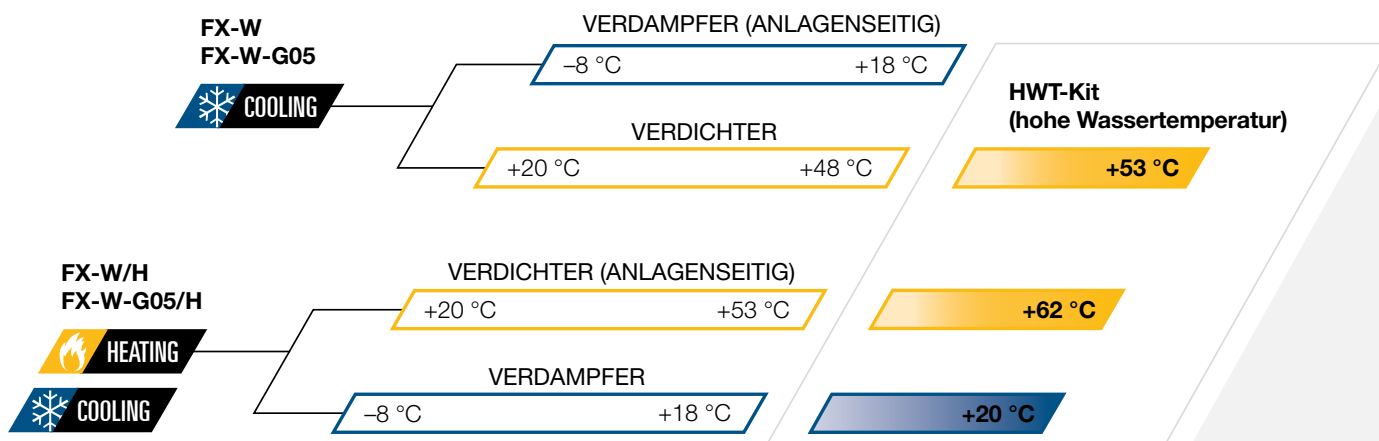 FX-W
FX-W-G05
COOLING
VERDAMPFER (ANLAGENSEITIG)
–8 °C +18 °C
VERDICHTER
+20 °C +48 °C
HWT-Kit
(hohe Wassertemperatur)
+53 °C
FX-W/H
FX-W-G05/H
HEATING
COOLING
VERDICHTER (ANLAGENSEITIG)
+20 °C +53 °C
+62 °C
VERDAMPFER
–8 °C +18 °C
+20 °C